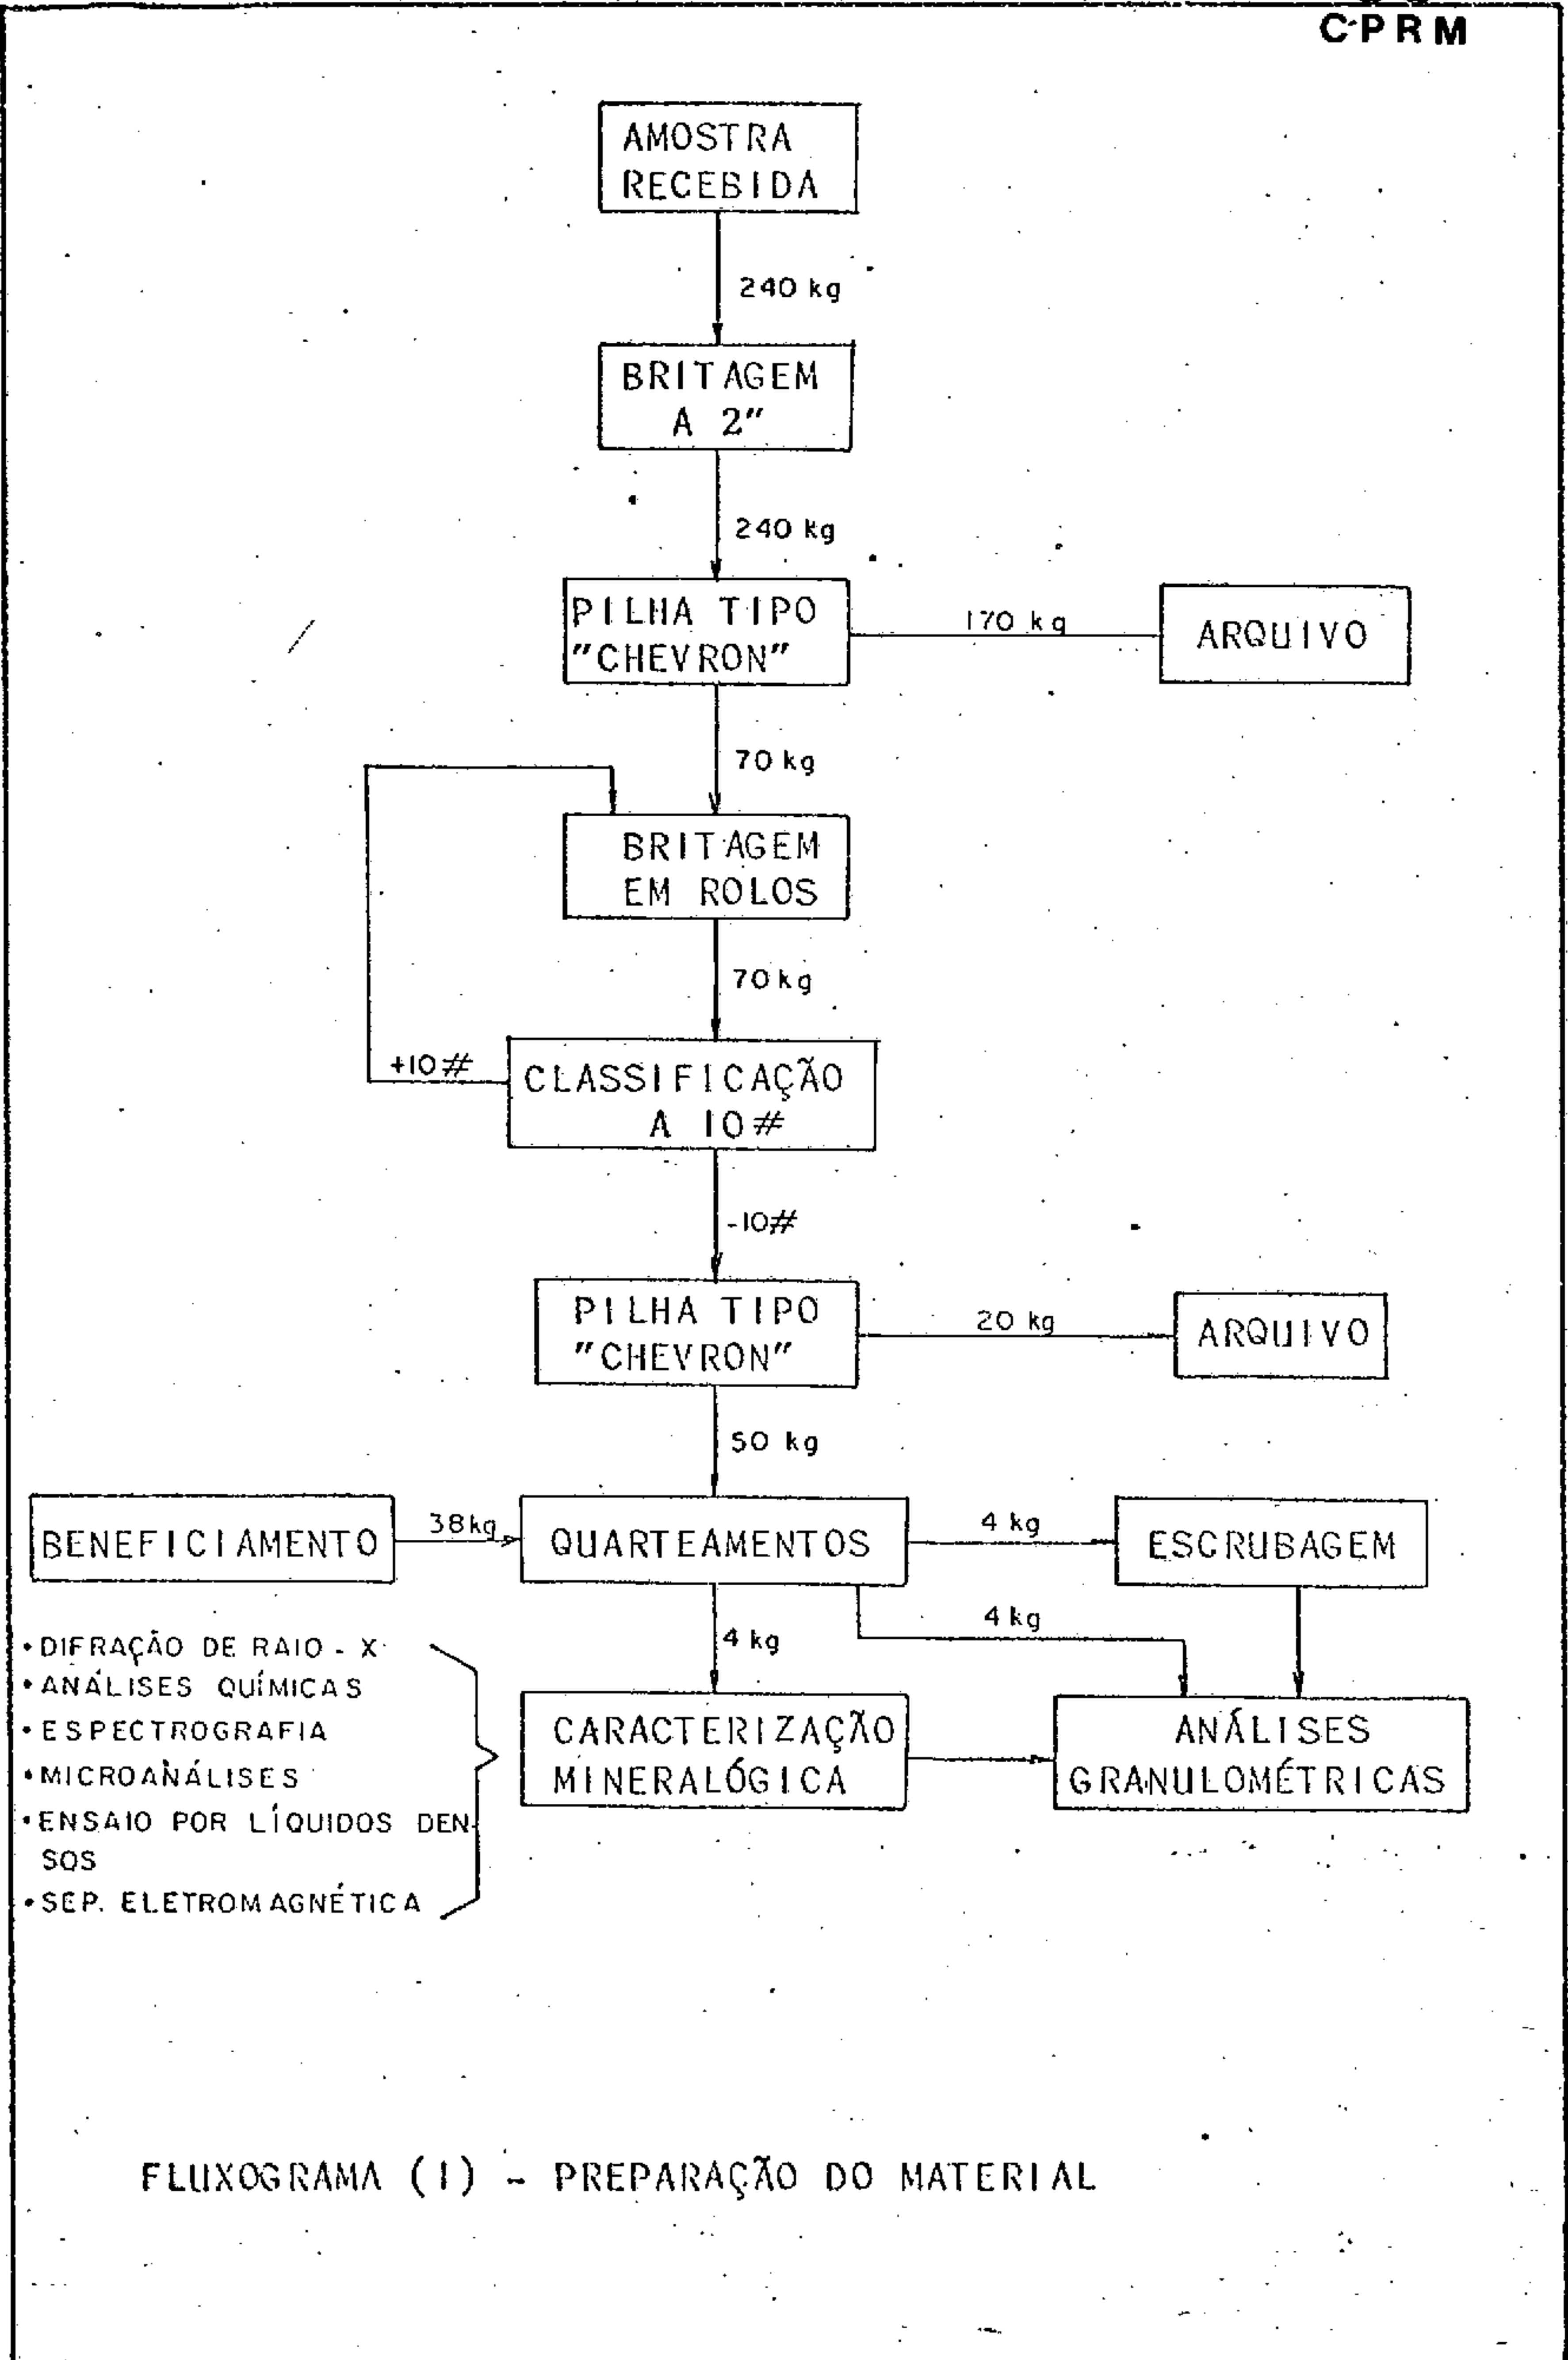 CPRM
AMOSTRA
RECEBIDA
240 kg
BRITAGEM
A 2"
240 kg
PILHA TIPO
"CHEVRON"
170 kg
ARQUIVO
70 kg
BRITAGEM
EM ROLOS
70 kg
+10#
CLASSIFICAÇÃO
A 10#
-10#
PILHA TIPO
"CHEVRON"
20 kg
ARQUIVO
50 kg
BENEFICIAMENTO
38 kg
QUARTEAMENTOS
4 kg
ESCRUBAGEM
4 kg
4 kg
• DIFRAÇÃO DE RAIO - X
• ANÁLISES QUÍMICAS
• ESPECTROGRAFIA
• MICROANÁLISES
• ENSAIO POR LÍQUIDOS DEN-
SOS
• SEP. ELETROMAGNÉTICA
CARACTERIZAÇÃO
MINERALÓGICA
ANÁLISES
GRANULOMÉTRICAS
FLUXOGRAMA (I) - PREPARAÇÃO DO MATERIAL